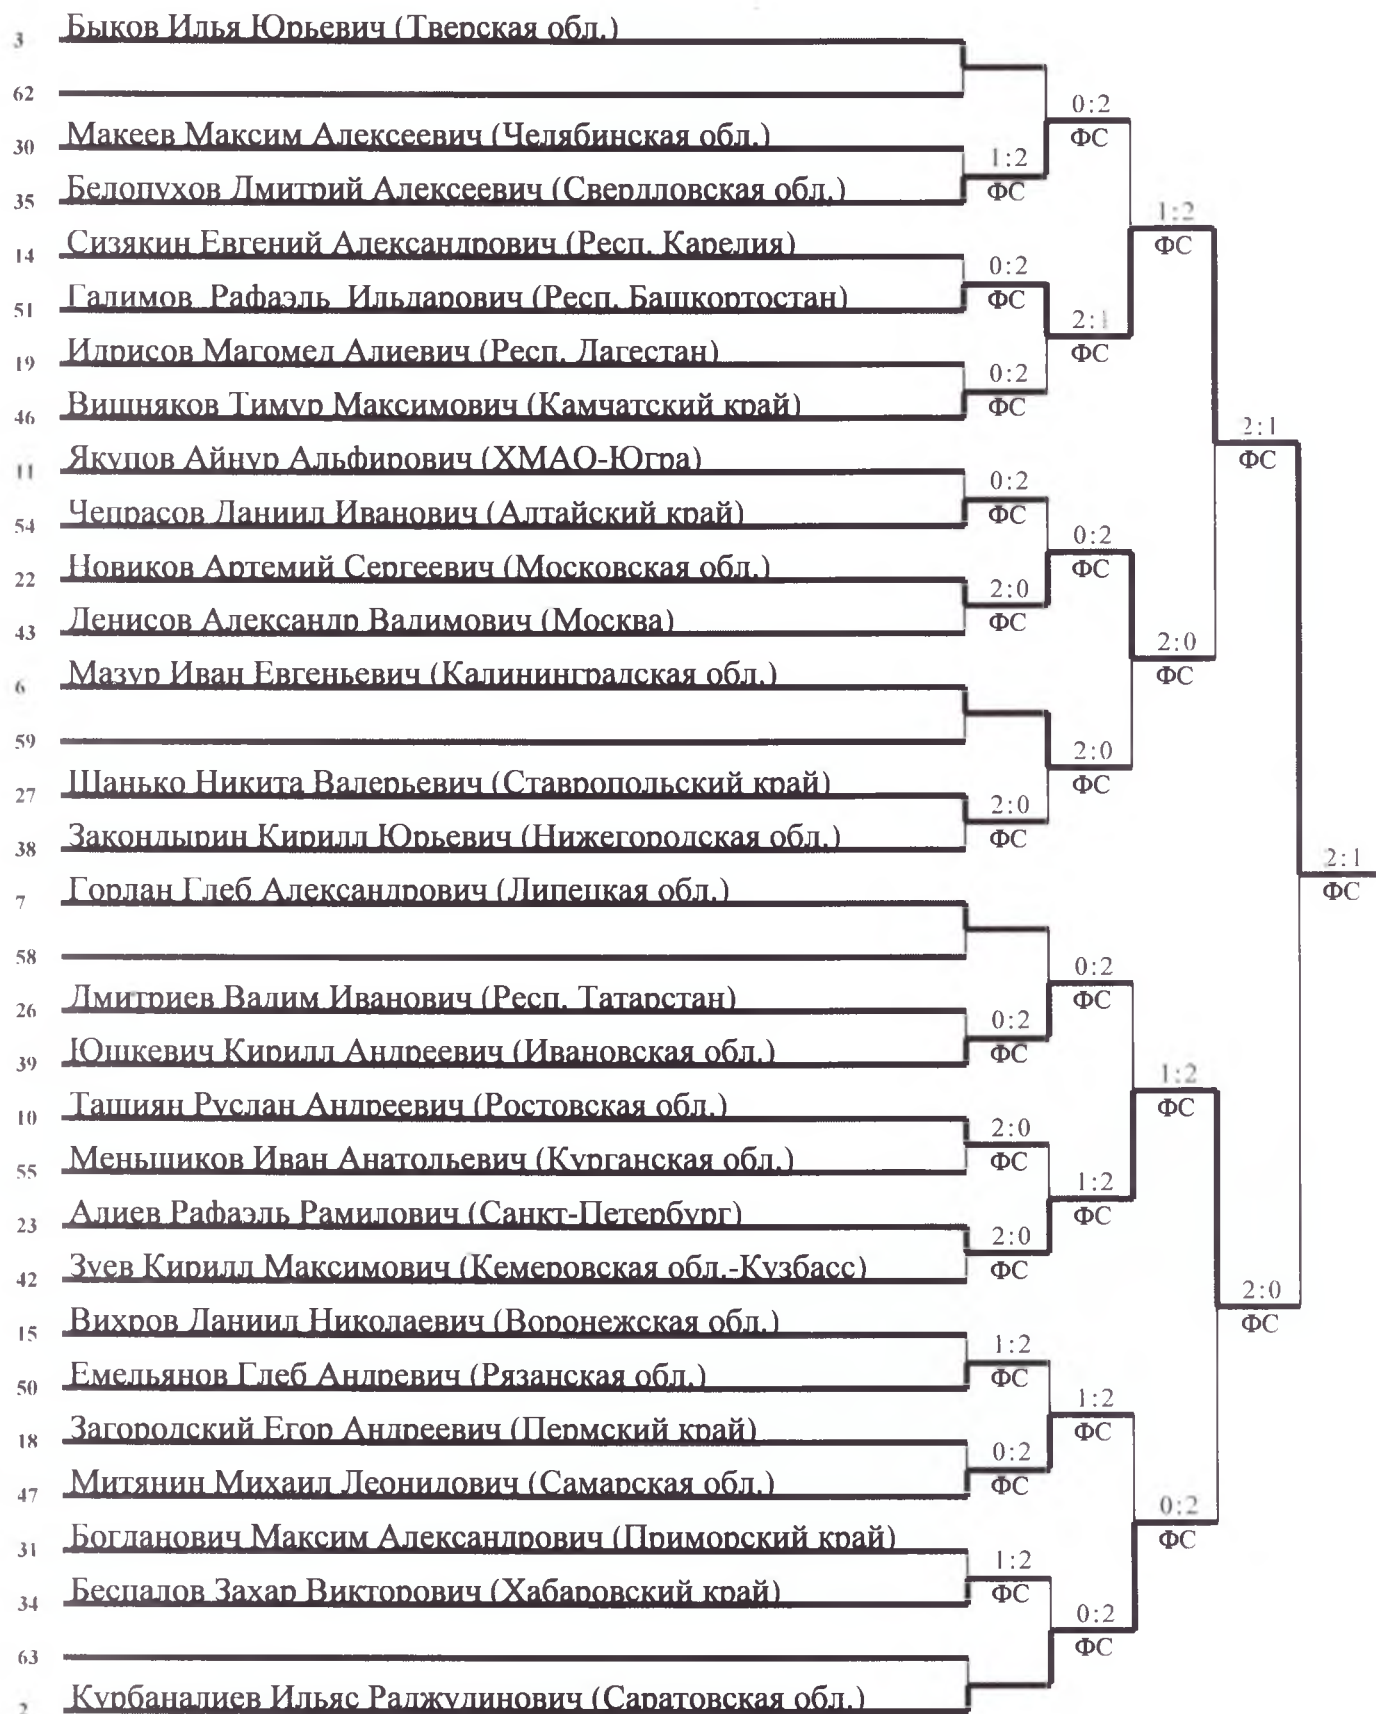 3 Быков Илья Юрьевич (Тверская обл.)
62
0:2
ФС
30 Макеев Максим Алексеевич (Челябинская обл.)
1:2
ФС
35 Белопухов Дмитрий Алексеевич (Свердловская обл.)
1:2
ФС
14 Сизякин Евгений Александрович (Респ. Карелия)
0:2
ФС
51 Галимов Рафаэль Ильдарович (Респ. Башкортостан)
2:1
ФС
19 Идрисов Магомед Алиевич (Респ. Дагестан)
0:2
ФС
46 Вишняков Тимур Максимович (Камчатский край)
2:1
ФС
11 Якупов Айнур Альфирович (ХМАО-Югра)
0:2
ФС
54 Чепрасов Даниил Иванович (Алтайский край)
0:2
ФС
22 Новиков Артемий Сергеевич (Московская обл.)
2:0
ФС
43 Денисов Александр Вадимович (Москва)
2:0
ФС
6 Мазур Иван Евгеньевич (Калининградская обл.)
59
2:0
ФС
27 Шанько Никита Валерьевич (Ставропольский край)
2:0
ФС
38 Закондырин Кирилл Юрьевич (Нижегородская обл.)
2:1
ФС
7 Горлан Глеб Александрович (Липецкая обл.)
58
0:2
ФС
26 Дмитриев Вадим Иванович (Респ. Татарстан)
0:2
ФС
39 Юшкевич Кирилл Андреевич (Ивановская обл.)
1:2
ФС
10 Ташиян Руслан Андреевич (Ростовская обл.)
2:0
ФС
55 Меньшиков Иван Анатольевич (Курганская обл.)
1:2
ФС
23 Алиев Рафаэль Рамилович (Санкт-Петербург)
2:0
ФС
42 Зуев Кирилл Максимович (Кемеровская обл.-Кузбасс)
2:0
ФС
15 Вихров Даниил Николаевич (Воронежская обл.)
1:2
ФС
50 Емельянов Глеб Андревич (Рязанская обл.)
1:2
ФС
18 Загородский Егор Андреевич (Пермский край)
0:2
ФС
47 Митянин Михаил Леонидович (Самарская обл.)
0:2
ФС
31 Богданович Максим Александрович (Приморский край)
1:2
ФС
34 Беспалов Захар Викторович (Хабаровский край)
0:2
ФС
63
2 Курбаналиев Ильяс Раджудинович (Саратовская обл.)